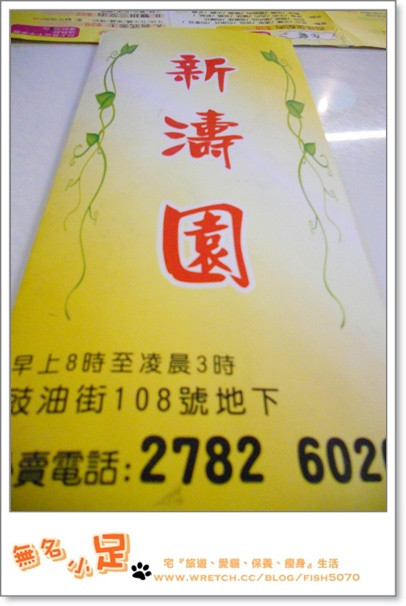 新
濤
園
早上8時至凌晨3時
豉油街108號地下
賣電話:2782 602
無名小足
宅『旅遊、愛貓、保養、瘦身』生活
WWW.WRETCH.CC/BLOG/FISH5070